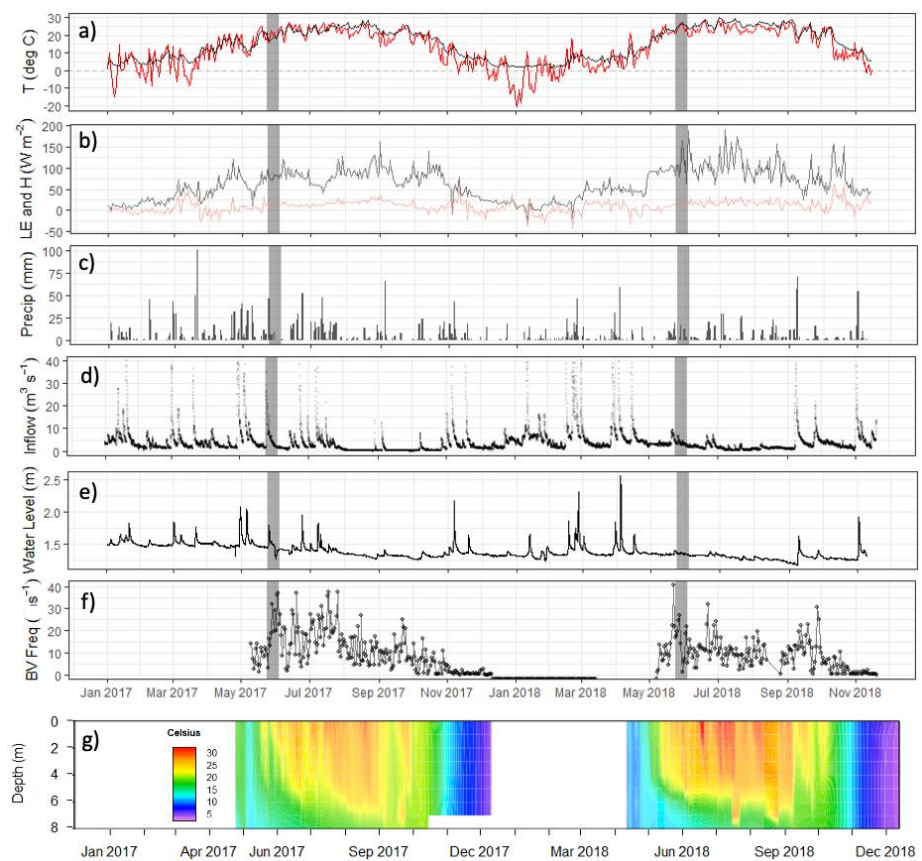 a)
T (deg C)
30
20
10
0
-10
-20
b)
LE and H (W m⁻²)
200
150
100
50
0
-50
c)
Precip (mm)
100
75
50
25
0
d)
Inflow (m³ s⁻¹)
40
30
20
10
0
e)
Water Level (m)
2.5
2.0
1.5
f)
BV Freq ( s⁻¹)
40
30
20
10
0
Jan 2017 Mar 2017 May 2017 Jul 2017 Sep 2017 Nov 2017 Jan 2018 Mar 2018 May 2018 Jul 2018 Sep 2018 Nov 2018
g)
Depth (m)
0
2
4
6
8
Celsius
30
25
20
15
10
5
Jan 2017 Apr 2017 Jun 2017 Sep 2017 Dec 2017 Mar 2018 Jun 2018 Sep 2018 Dec 2018